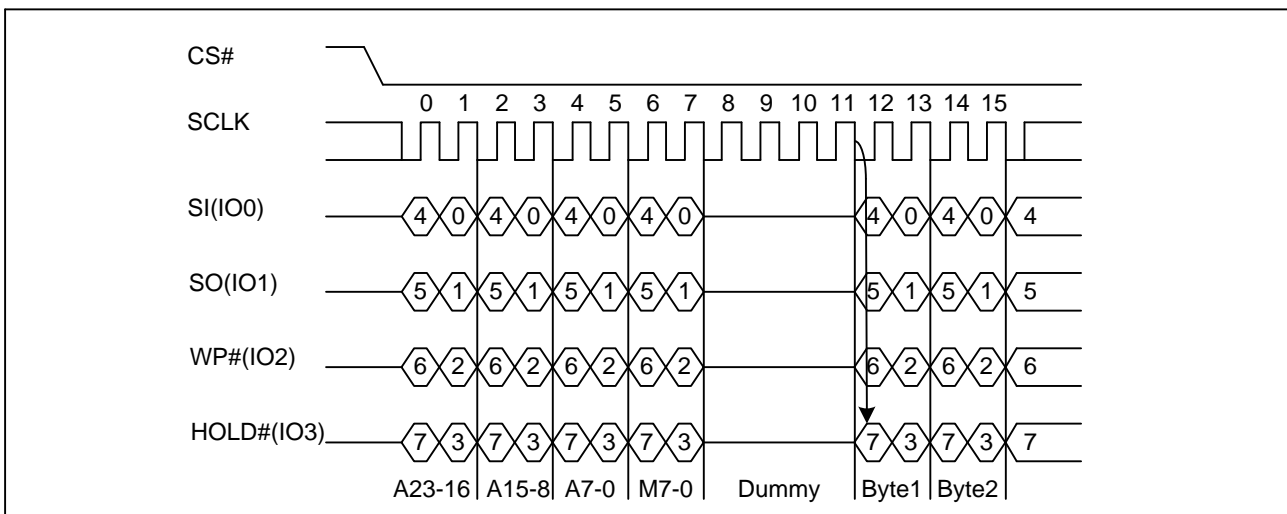 CS#
0 1 2 3 4 5 6 7 8 9 10 11 12 13 14 15
SCLK
SI(IO0) 4 0 4 0 4 0 4 0 4 0 4 0 4
SO(IO1) 5 1 5 1 5 1 5 1 5 1 5 1 5
WP#(IO2) 6 2 6 2 6 2 6 2 6 2 6 2 6
HOLD#(IO3) 7 3 7 3 7 3 7 3 7 3 7 3 7
A23-16 A15-8 A7-0 M7-0 Dummy Byte1 Byte2